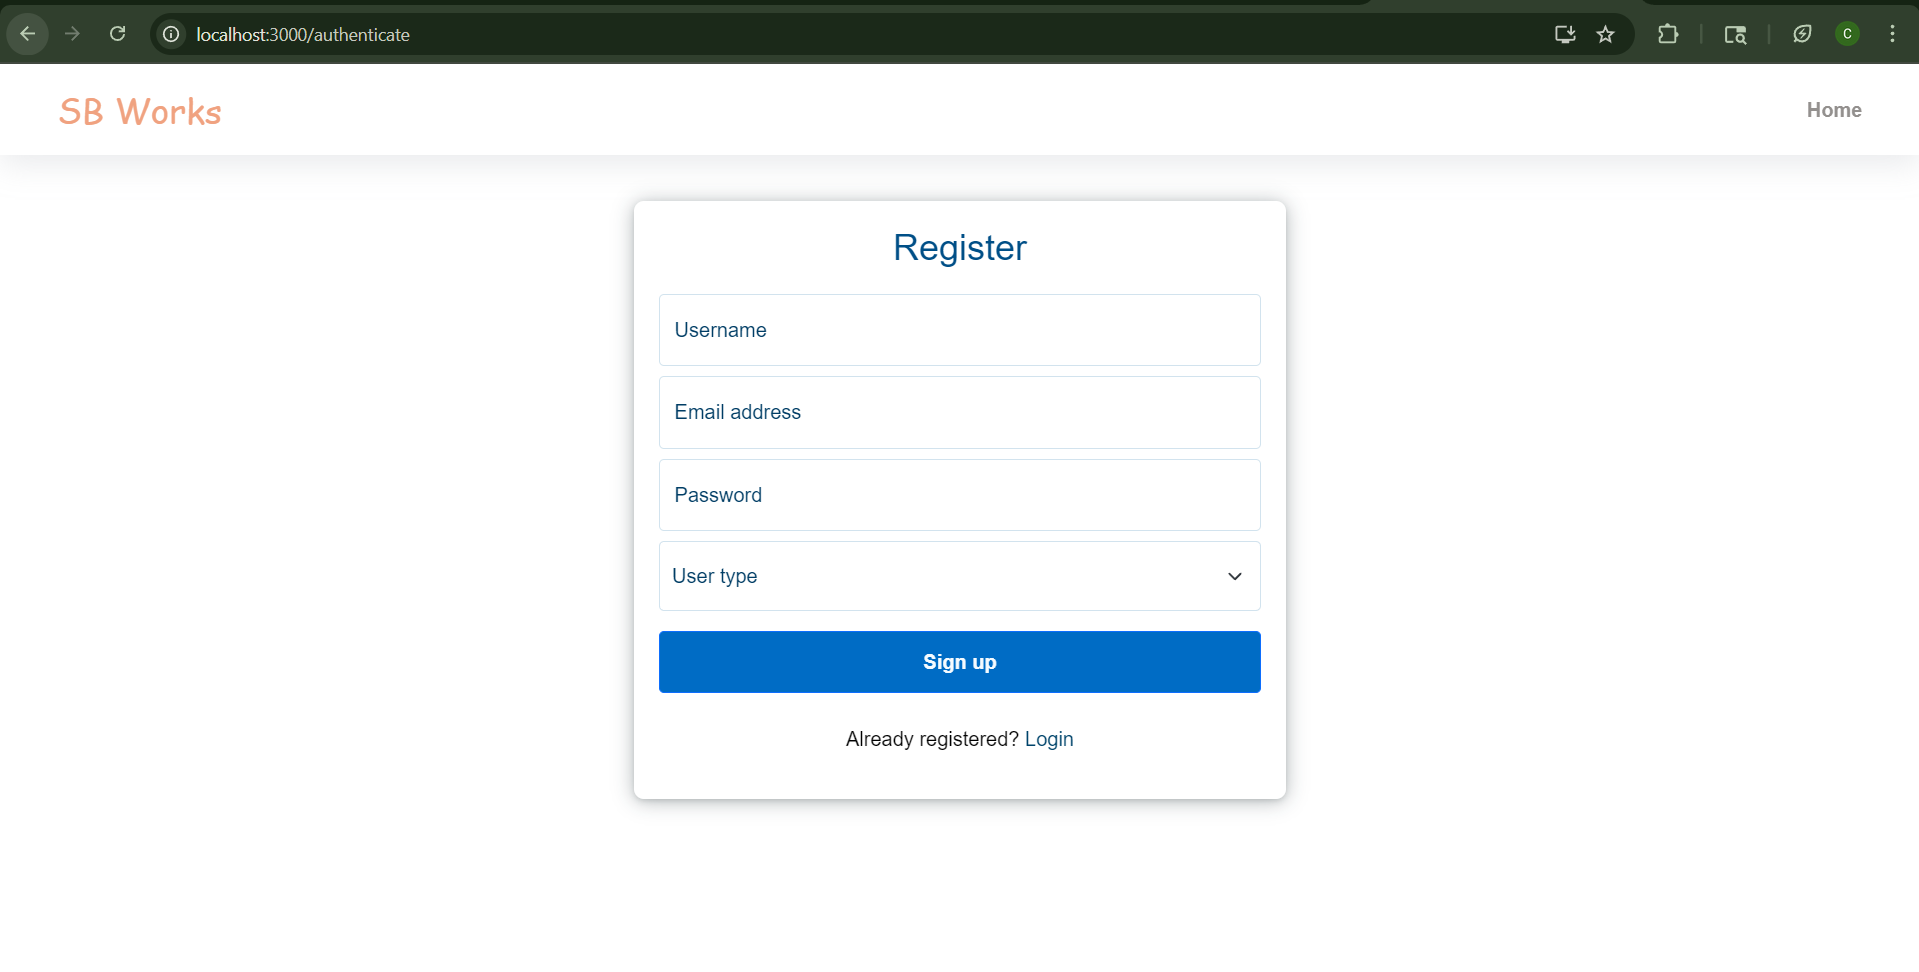 localhost:3000/authenticate
C
SB Works
Home
Register
Username
Email address
Password
User type
Sign up
Already registered? Login